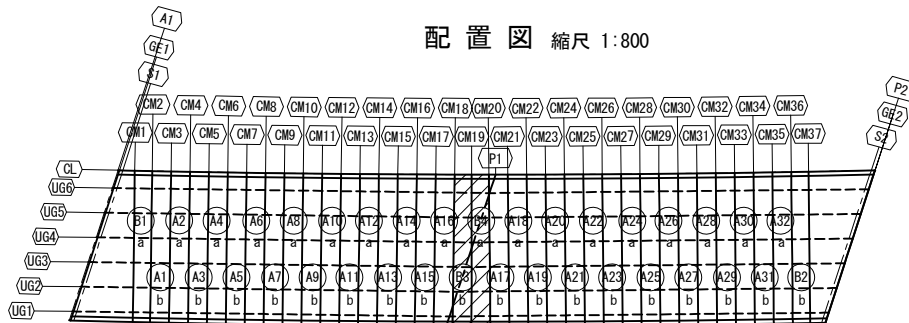 配置図 縮尺 1:800
A1
GE1
S1
P2
GE2
S2
CM2 CM4 CM6 CM8 CM10 CM12 CM14 CM16 CM18 CM20 CM22 CM24 CM26 CM28 CM30 CM32 CM34 CM36
CM1 CM3 CM5 CM7 CM9 CM11 CM13 CM15 CM17 CM19 CM21 CM23 CM25 CM27 CM29 CM31 CM33 CM35 CM37
P1
CL
UG6
UG5
UG4
UG3
UG2
UG1
B1 A2 A4 A6 A8 A10 A12 A14 A16 B4 A18 A20 A22 A24 A26 A28 A30 A32
a a a a a a a a a a a a a a a a a a
A1 A3 A5 A7 A9 A11 A13 A15 B3 A17 A19 A21 A23 A25 A27 A29 A31 B2
b b b b b b b b b b b b b b b b b b